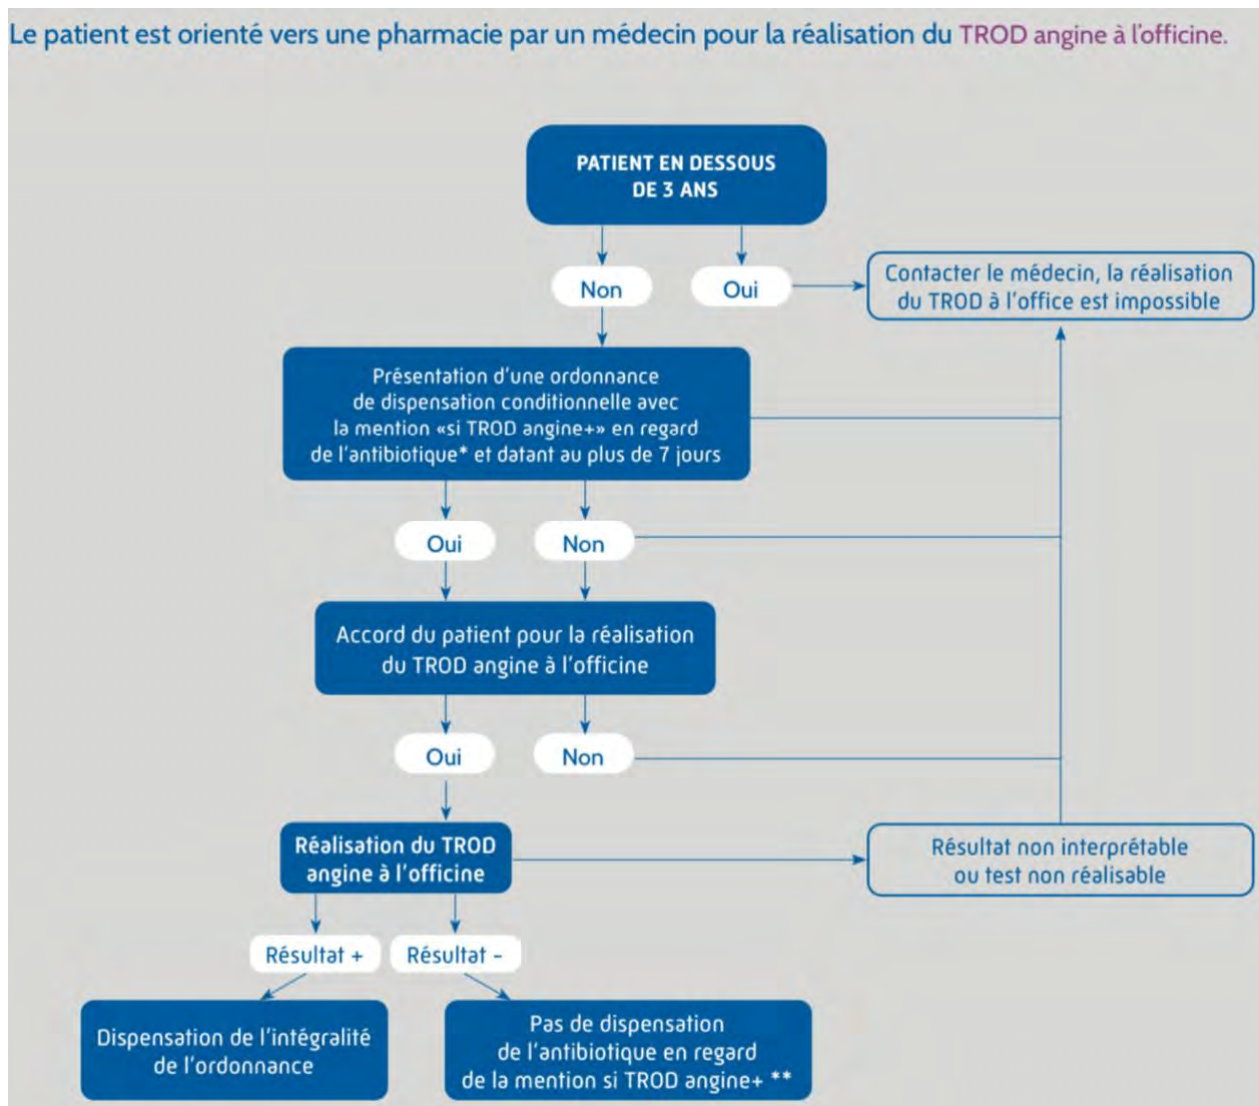 Le patient est orienté vers une pharmacie par un médecin pour la réalisation du TROD angine à l'officine.
PATIENT EN DESSOUS
DE 3 ANS
Non
Oui
Contacter le médecin, la réalisation
du TROD à l'office est impossible
Présentation d'une ordonnance
de dispensation conditionnelle avec
la mention «si TROD angine+» en regard
de l'antibiotique* et datant au plus de 7 jours
Oui
Non
Accord du patient pour la réalisation
du TROD angine à l'officine
Oui
Non
Réalisation du TROD
angine à l'officine
Résultat non interprétable
ou test non réalisable
Résultat +
Résultat -
Dispensation de l'intégralité
de l'ordonnance
Pas de dispensation
de l'antibiotique en regard
de la mention si TROD angine+ **